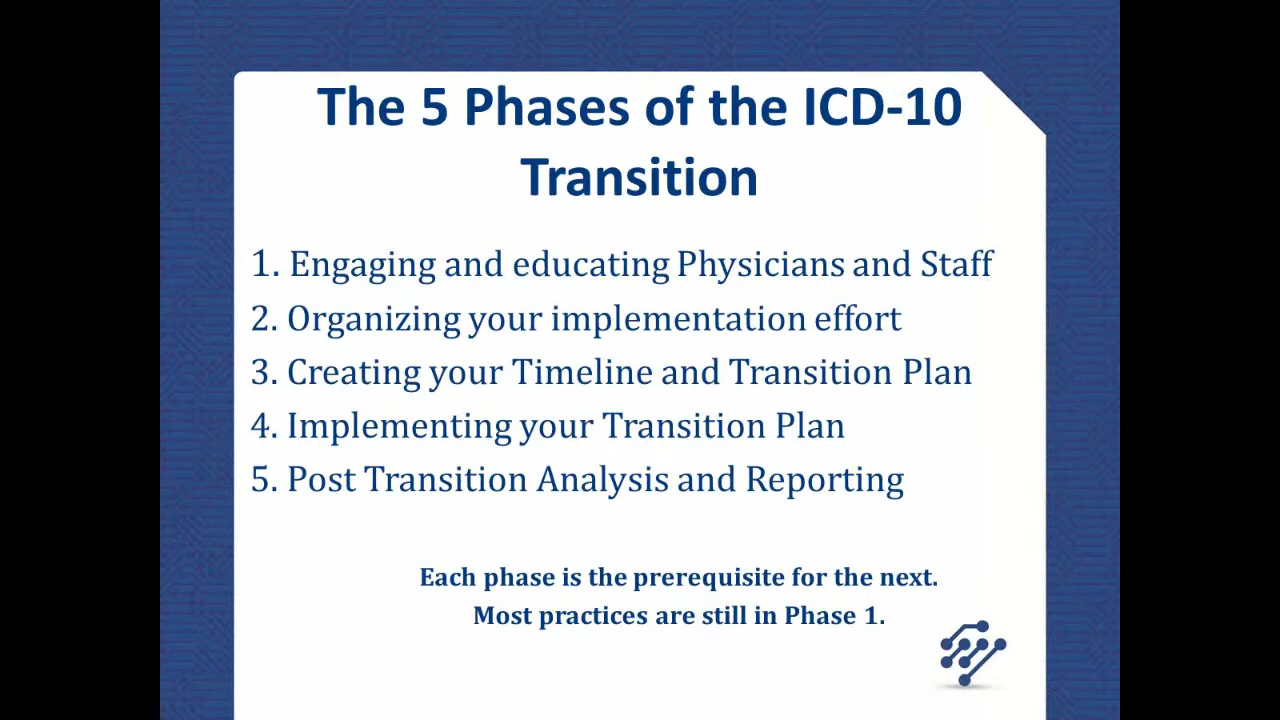 The 5 Phases of the ICD-10
Transition
1. Engaging and educating Physicians and Staff
2. Organizing your implementation effort
3. Creating your Timeline and Transition Plan
4. Implementing your Transition Plan
5. Post Transition Analysis and Reporting
Each phase is the prerequisite for the next.
Most practices are still in Phase 1.